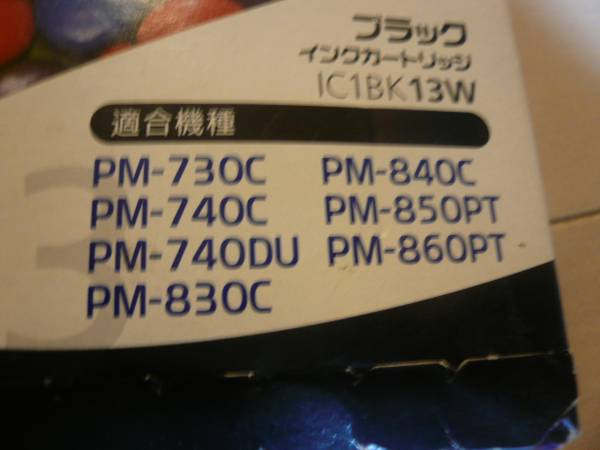 ブラック
インクカートリッジ
IC1BK13W
適合機種
PM-730C PM-840C
PM-740C PM-850PT
PM-740DU PM-860PT
PM-830C
3